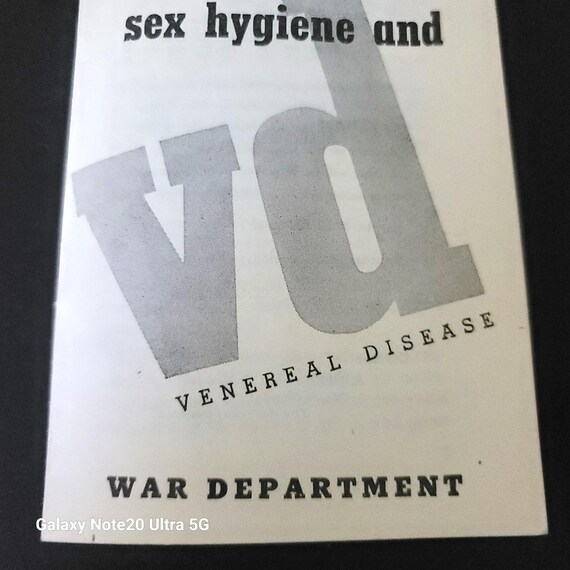 sex hygiene and
vd
VENEREAL DISEASE
WAR DEPARTMENT
Galaxy Note20 Ultra 5G